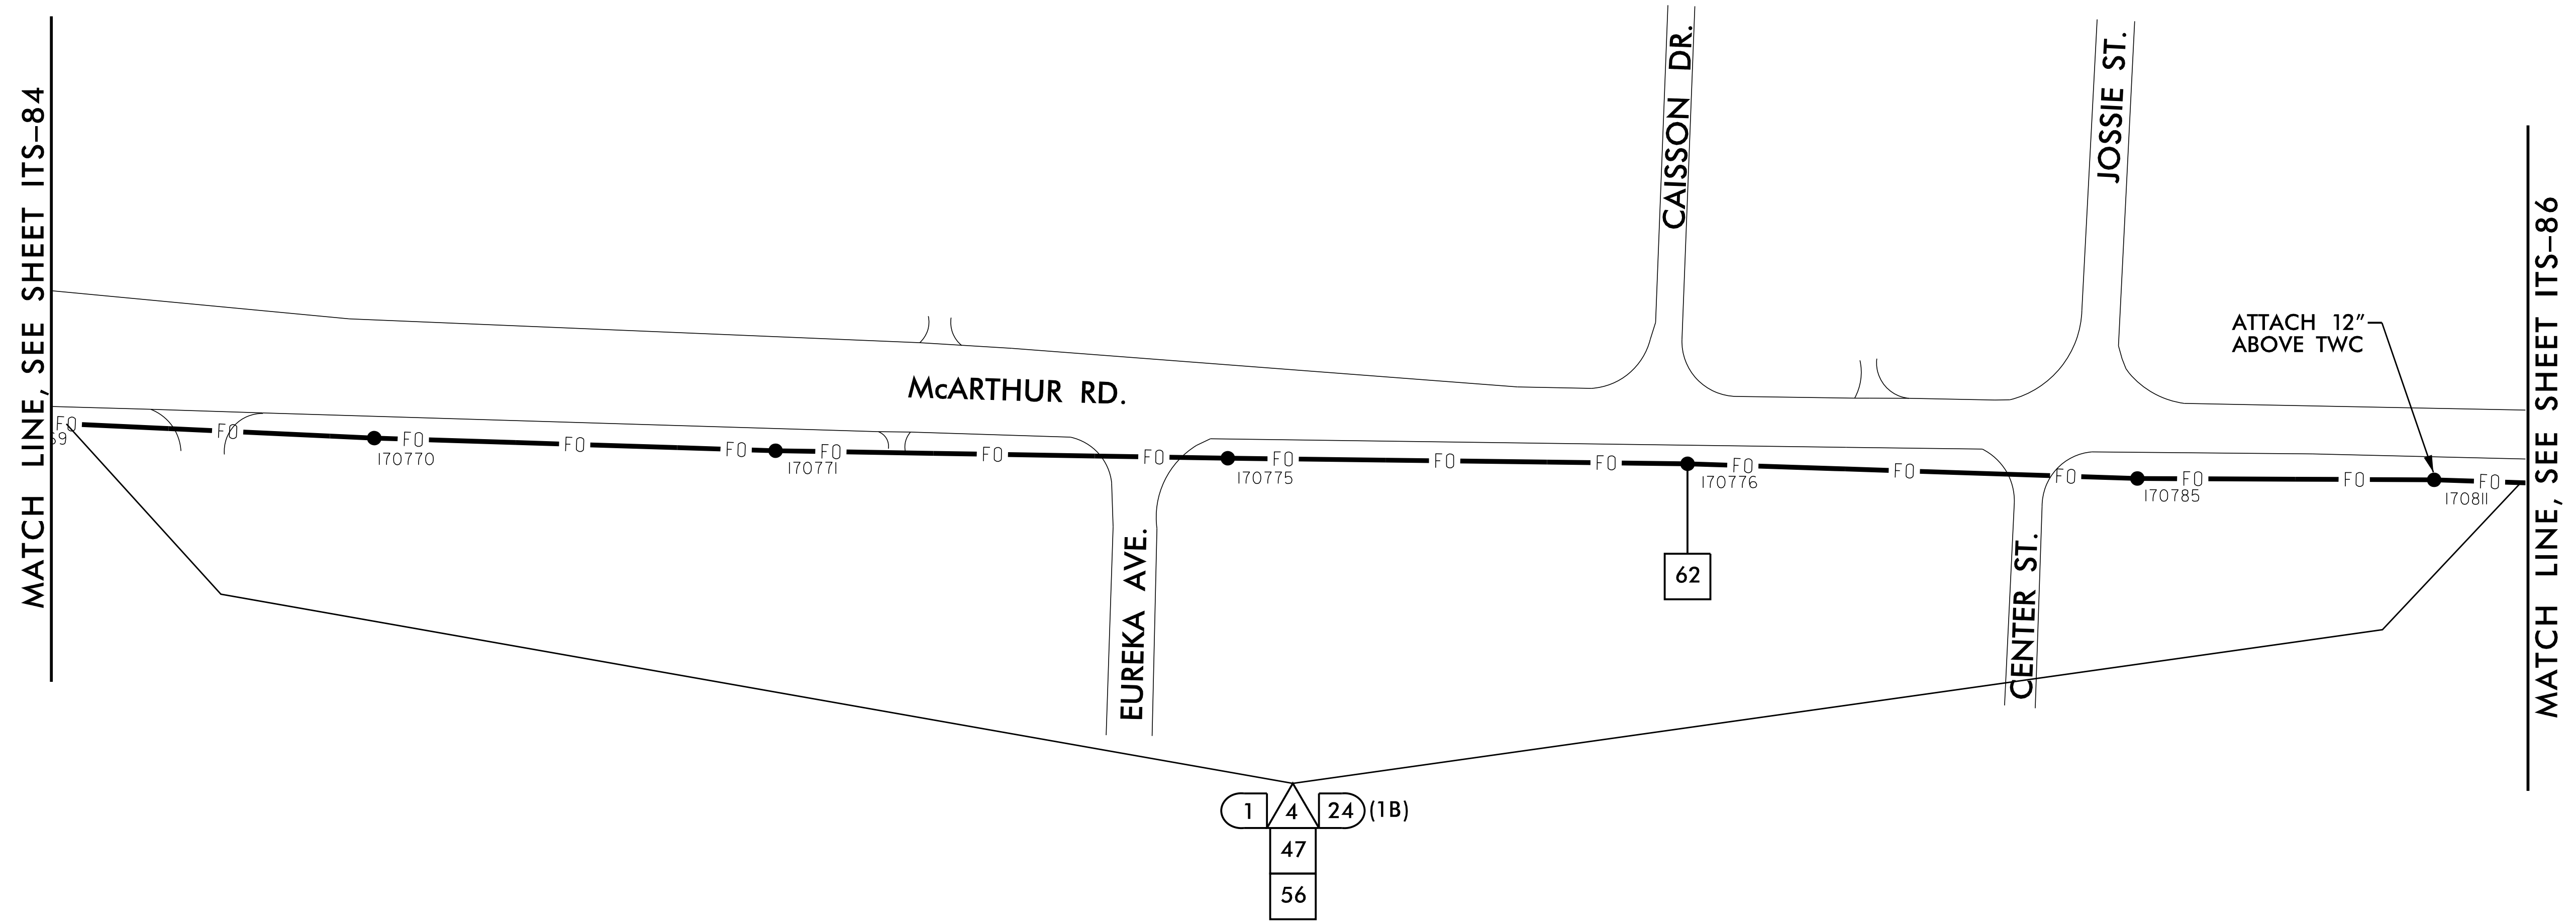 MATCH LINE, SEE SHEET ITS-84
CAISSON DR.
JOSSIE ST.
MATCH LINE, SEE SHEET ITS-86
ATTACH 12"
ABOVE TWC
McARTHUR RD.
FO FO FO FO FO FO FO FO FO FO FO FO FO FO FO FO
69
170770
170771
170775
170776
170785
170811
62
EUREKA AVE.
CENTER ST.
1 4 24 (1B)
47
56